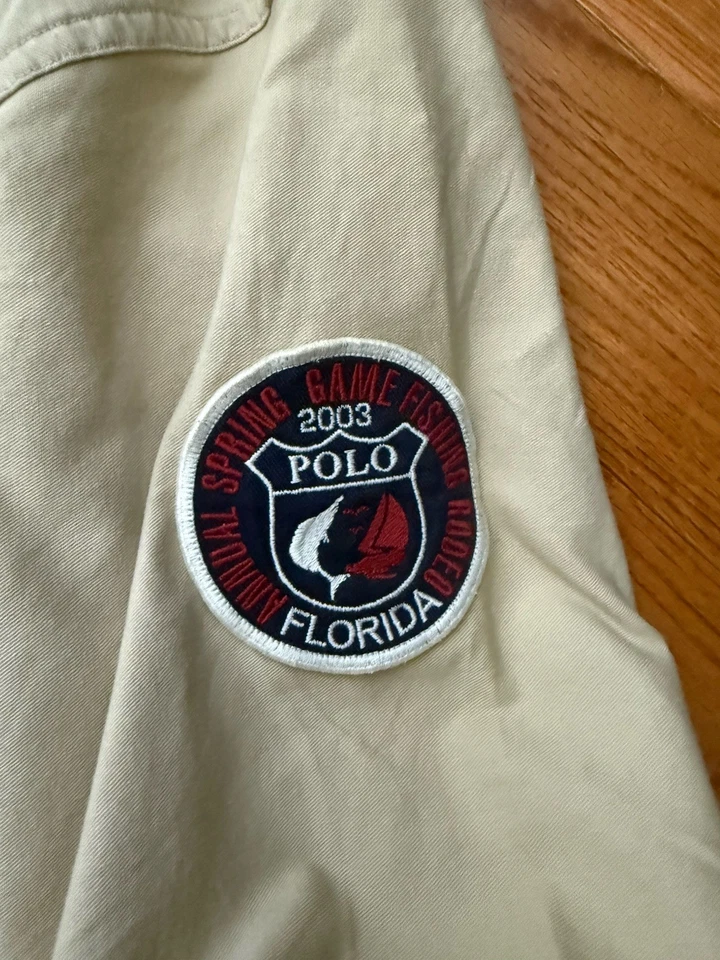 ANNUAL SPRING GAME FISHING RODEO
2003
POLO
FLORIDA